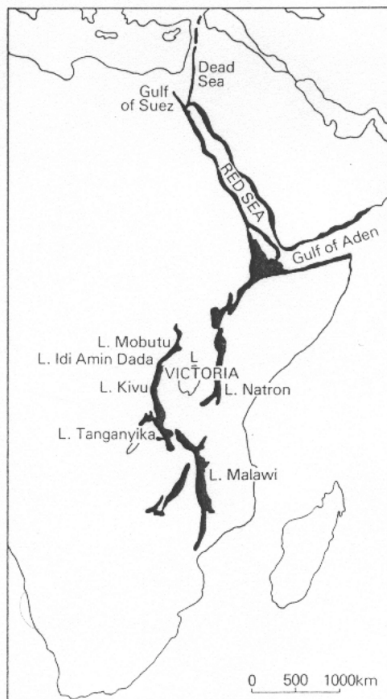 Dead
Sea
Gulf
of Suez
RED SEA
Gulf of Aden
L. Mobutu
L. Idi Amin Dada
L
VICTORIA
L. Kivu
L. Natron
L. Tanganyika
L. Malawi
0 500 1000km